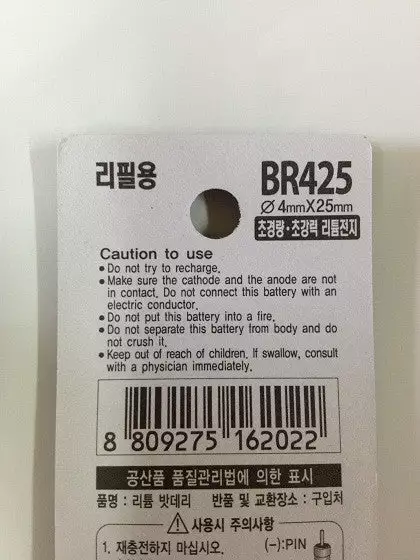 리필용
BR425
⌀ 4mmX25mm
초경량·초강력 리튬전지
Caution to use
• Do not try to recharge.
• Make sure the cathode and the anode are not
in contact. Do not connect this battery with an
electric conductor.
• Do not put this battery into a fire.
• Do not separate this battery from body and do
not crush it.
• Keep out of reach of children. If swallow, consult
with a physician immediately.
8 809275 162022
공산품 품질관리법에 의한 표시
품명 : 리튬 밧데리 반품 및 교환장소 : 구입처
⚠ 사용시 주의사항
1. 재충전하지 마십시오. (-):PIN